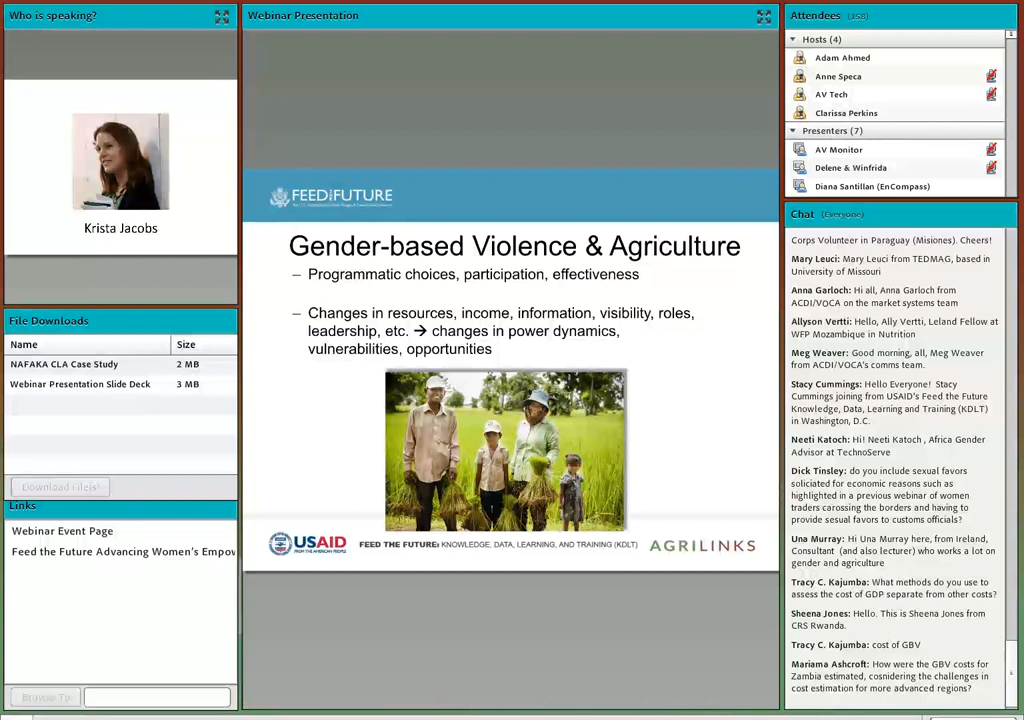 Who is speaking?
Krista Jacobs
File Downloads
Name Size
NAFAKA CLA Case Study 2 MB
Webinar Presentation Slide Deck 3 MB
Download File(s)
Links
Webinar Event Page
Feed the Future Advancing Women's Empov
Browse To
Webinar Presentation
FEED THE FUTURE
Gender-based Violence & Agriculture
– Programmatic choices, participation, effectiveness
– Changes in resources, income, information, visibility, roles,
leadership, etc. → changes in power dynamics,
vulnerabilities, opportunities
USAID
FROM THE AMERICAN PEOPLE
FEED THE FUTURE: KNOWLEDGE, DATA, LEARNING, AND TRAINING (KDLT)
AGRILINKS
Attendees (158)
Hosts (4)
Adam Ahmed
Anne Speca
AV Tech
Clarissa Perkins
Presenters (7)
AV Monitor
Delene & Winfrida
Diana Santillan (EnCompass)
Chat (Everyone)
Corps Volunteer in Paraguay (Misiones). Cheers!
Mary Leuci: Mary Leuci from TEDMAG, based in
University of Missouri
Anna Garloch: Hi all, Anna Garloch from
ACDI/VOCA on the market systems team
Allyson Vertti: Hello, Ally Vertti, Leland Fellow at
WFP Mozambique in Nutrition
Meg Weaver: Good morning, all, Meg Weaver
from ACDI/VOCA's comms team.
Stacy Cummings: Hello Everyone! Stacy
Cummings joining from USAID's Feed the Future
Knowledge, Data, Learning and Training (KDLT)
in Washington, D.C.
Neeti Katoch: Hi! Neeti Katoch , Africa Gender
Advisor at TechnoServe
Dick Tinsley: do you include sexual favors
soliciated for economic reasons such as
highlighted in a previous webinar of women
traders carossing the borders and having to
provide sexual favors to customs officials?
Una Murray: Hi Una Murray here, from Ireland,
Consultant (and also lecturer) who works a lot on
gender and agriculture
Tracy C. Kajumba: What methods do you use to
assess the cost of GDP separate from other costs?
Sheena Jones: Hello. This is Sheena Jones from
CRS Rwanda.
Tracy C. Kajumba: cost of GBV
Mariama Ashcroft: How were the GBV costs for
Zambia estimated, cosnidering the challenges in
cost estimation for more advanced regions?